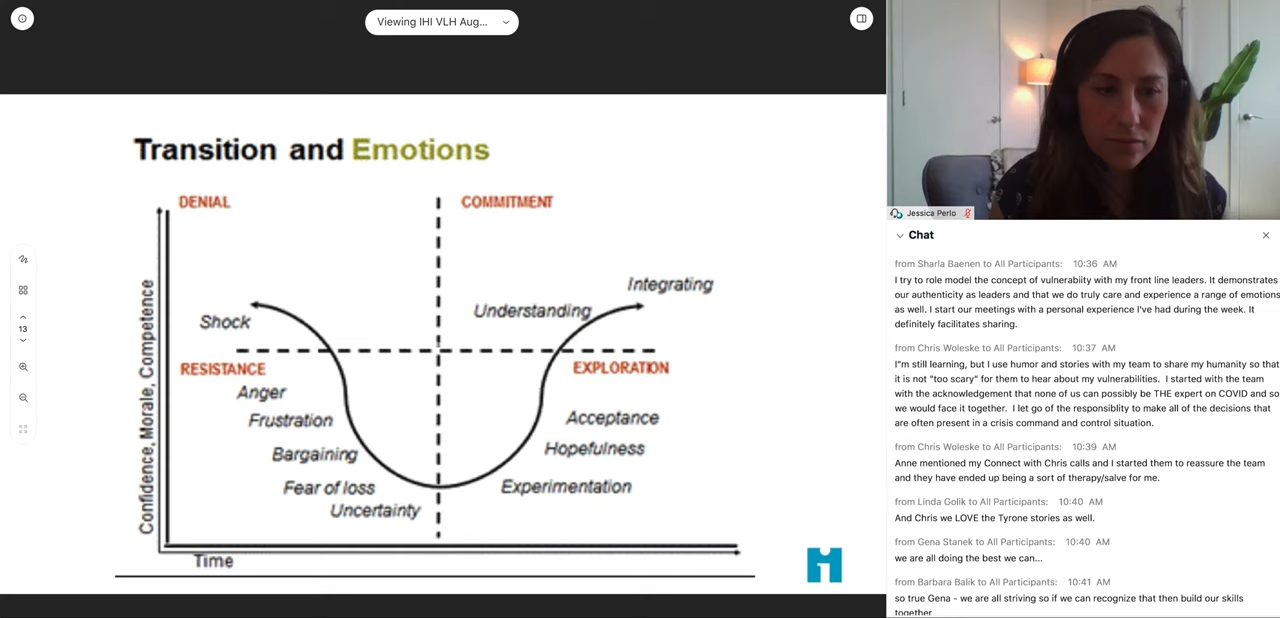 Viewing IHI VLH Aug...
13
Transition and Emotions
DENIAL
COMMITMENT
Confidence, Morale, Competence
Shock
Understanding
Integrating
RESISTANCE
EXPLORATION
Anger
Frustration
Bargaining
Fear of loss
Uncertainty
Acceptance
Hopefulness
Experimentation
Time
Jessica Perlo
Chat
from Sharla Baenen to All Participants: 10:36 AM
I try to role model the concept of vulnerabiity with my front line leaders. It demonstrates
our authenticity as leaders and that we do truly care and experience a range of emotions
as well. I start our meetings with a personal experience I've had during the week. It
definitely facilitates sharing.
from Chris Woleske to All Participants: 10:37 AM
I"m still learning, but I use humor and stories with my team to share my humanity so that
it is not "too scary" for them to hear about my vulnerabilities. I started with the team
with the acknowledgement that none of us can possibly be THE expert on COVID and so
we would face it together. I let go of the responsiblity to make all of the decisions that
are often present in a crisis command and control situation.
from Chris Woleske to All Participants: 10:39 AM
Anne mentioned my Connect with Chris calls and I started them to reassure the team
and they have ended up being a sort of therapy/salve for me.
from Linda Golik to All Participants: 10:40 AM
And Chris we LOVE the Tyrone stories as well.
from Gena Stanek to All Participants: 10:40 AM
we are all doing the best we can...
from Barbara Balik to All Participants: 10:41 AM
so true Gena - we are all striving so if we can recognize that then build our skills
together